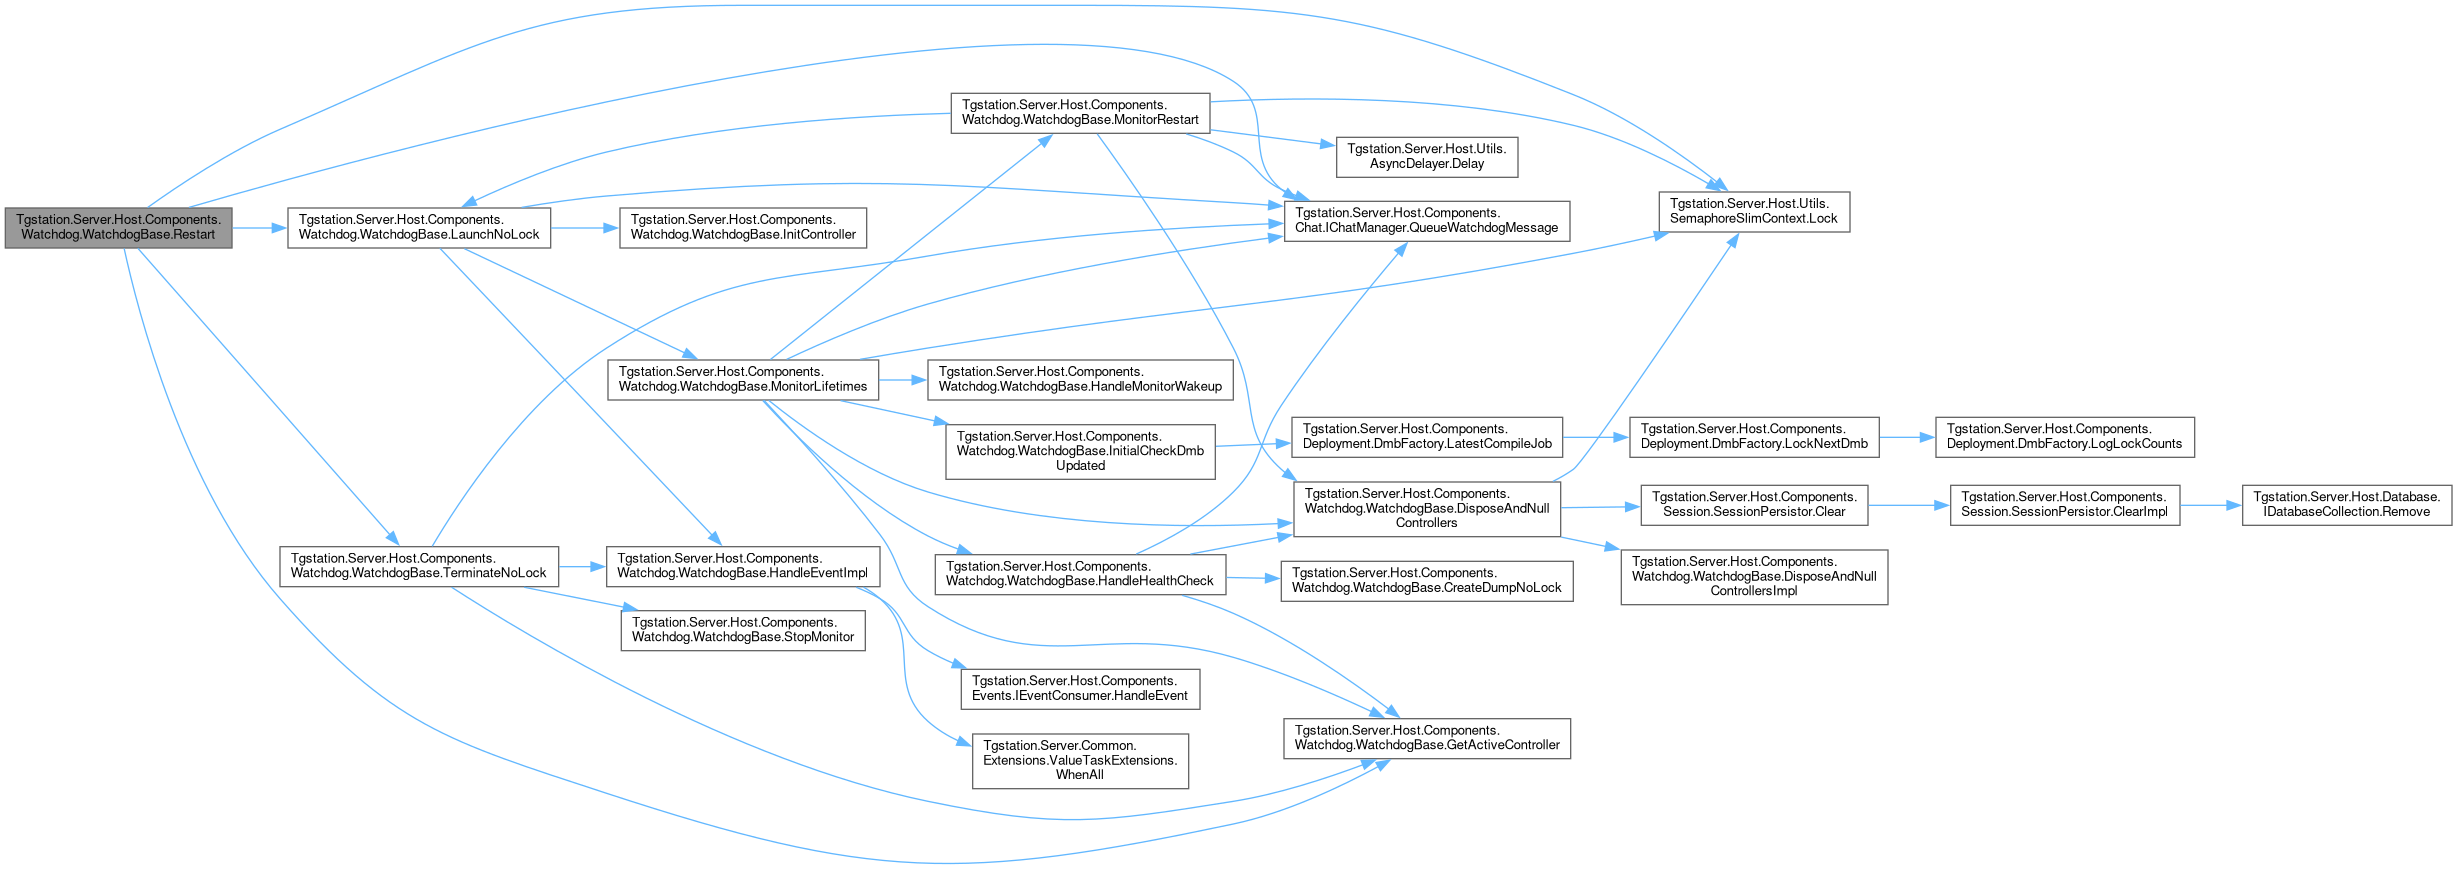 Tgstation.Server.Host.Components.
Watchdog.WatchdogBase.Restart
Tgstation.Server.Host.Components.
Watchdog.WatchdogBase.LaunchNoLock
Tgstation.Server.Host.Components.
Watchdog.WatchdogBase.InitController
Tgstation.Server.Host.Components.
Watchdog.WatchdogBase.MonitorRestart
Tgstation.Server.Host.Utils.
AsyncDelayer.Delay
Tgstation.Server.Host.Components.
Chat.IChatManager.QueueWatchdogMessage
Tgstation.Server.Host.Utils.
SemaphoreSlimContext.Lock
Tgstation.Server.Host.Components.
Watchdog.WatchdogBase.MonitorLifetimes
Tgstation.Server.Host.Components.
Watchdog.WatchdogBase.HandleMonitorWakeup
Tgstation.Server.Host.Components.
Watchdog.WatchdogBase.InitialCheckDmb
Updated
Tgstation.Server.Host.Components.
Deployment.DmbFactory.LatestCompileJob
Tgstation.Server.Host.Components.
Deployment.DmbFactory.LockNextDmb
Tgstation.Server.Host.Components.
Deployment.DmbFactory.LogLockCounts
Tgstation.Server.Host.Components.
Watchdog.WatchdogBase.DisposeAndNull
Controllers
Tgstation.Server.Host.Components.
Session.SessionPersistor.Clear
Tgstation.Server.Host.Components.
Session.SessionPersistor.ClearImpl
Tgstation.Server.Host.Database.
IDatabaseCollection.Remove
Tgstation.Server.Host.Components.
Watchdog.WatchdogBase.TerminateNoLock
Tgstation.Server.Host.Components.
Watchdog.WatchdogBase.HandleEventImpl
Tgstation.Server.Host.Components.
Watchdog.WatchdogBase.HandleHealthCheck
Tgstation.Server.Host.Components.
Watchdog.WatchdogBase.CreateDumpNoLock
Tgstation.Server.Host.Components.
Watchdog.WatchdogBase.DisposeAndNull
ControllersImpl
Tgstation.Server.Host.Components.
Watchdog.WatchdogBase.StopMonitor
Tgstation.Server.Host.Components.
Events.IEventConsumer.HandleEvent
Tgstation.Server.Common.
Extensions.ValueTaskExtensions.
WhenAll
Tgstation.Server.Host.Components.
Watchdog.WatchdogBase.GetActiveController